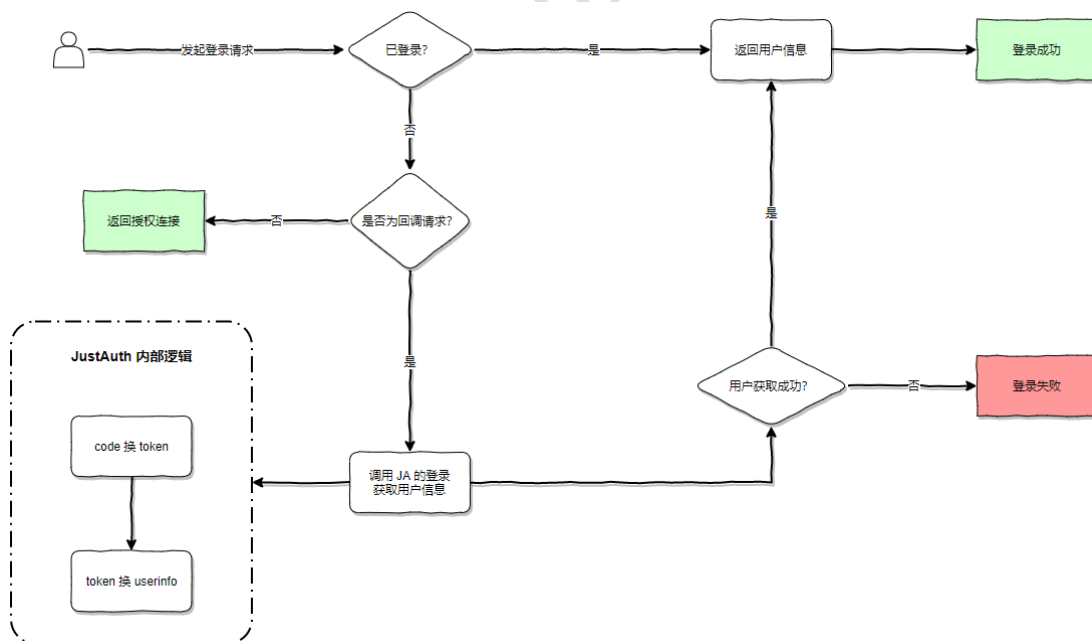 发起登录请求
已登录?
是
返回用户信息
登录成功
否
返回授权连接
否
是否为回调请求?
是
是
JustAuth 内部逻辑
用户获取成功?
否
登录失败
code 换 token
调用 JA 的登录
获取用户信息
token 换 userinfo